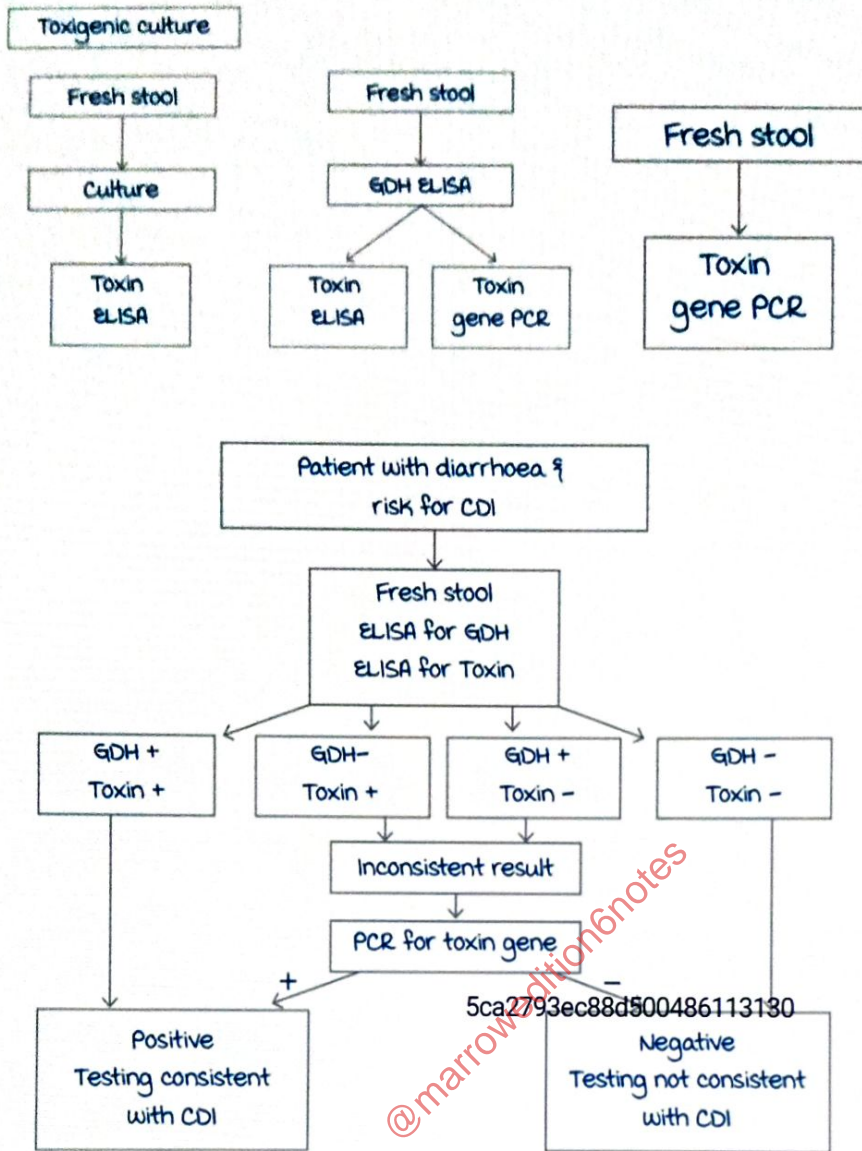 Toxigenic culture
Fresh stool
Culture
Toxin
ELISA
Fresh stool
GDH ELISA
Toxin
ELISA
Toxin
gene PCR
Fresh stool
Toxin
gene PCR
Patient with diarrhoea &
risk for CDI
Fresh stool
ELISA for GDH
ELISA for Toxin
GDH +
Toxin +
GDH-
Toxin +
GDH +
Toxin -
GDH -
Toxin -
Inconsistent result
PCR for toxin gene
+
-
5ca2793ec88d500486113130
Positive
Testing consistent
with CDI
Negative
Testing not consistent
with CDI
@marrowedition6notes